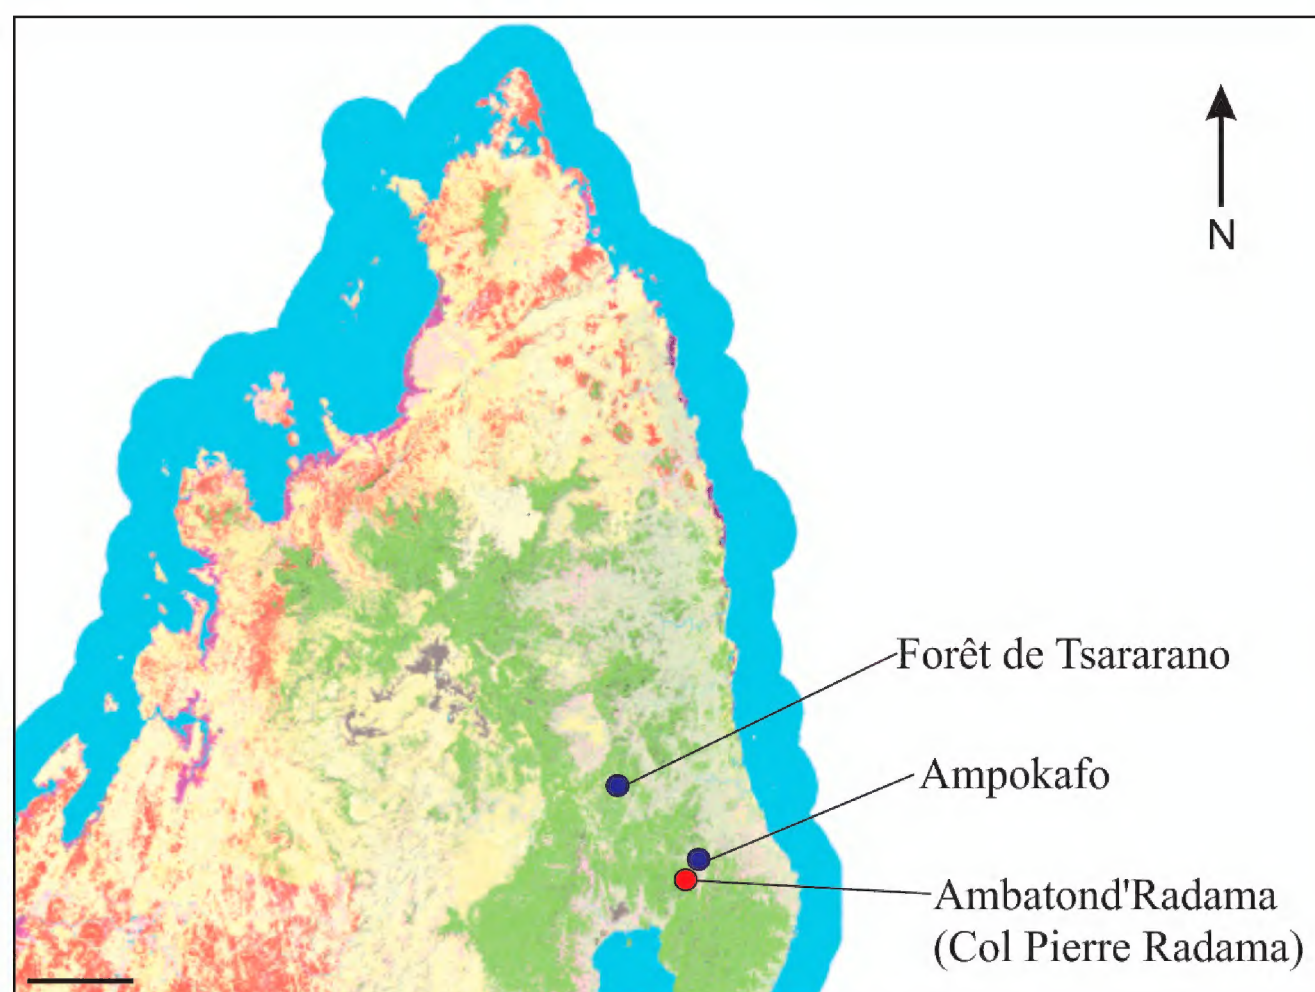 N
Forêt de Tsararano
Ampokafo
Ambatond'Radama
(Col Pierre Radama)